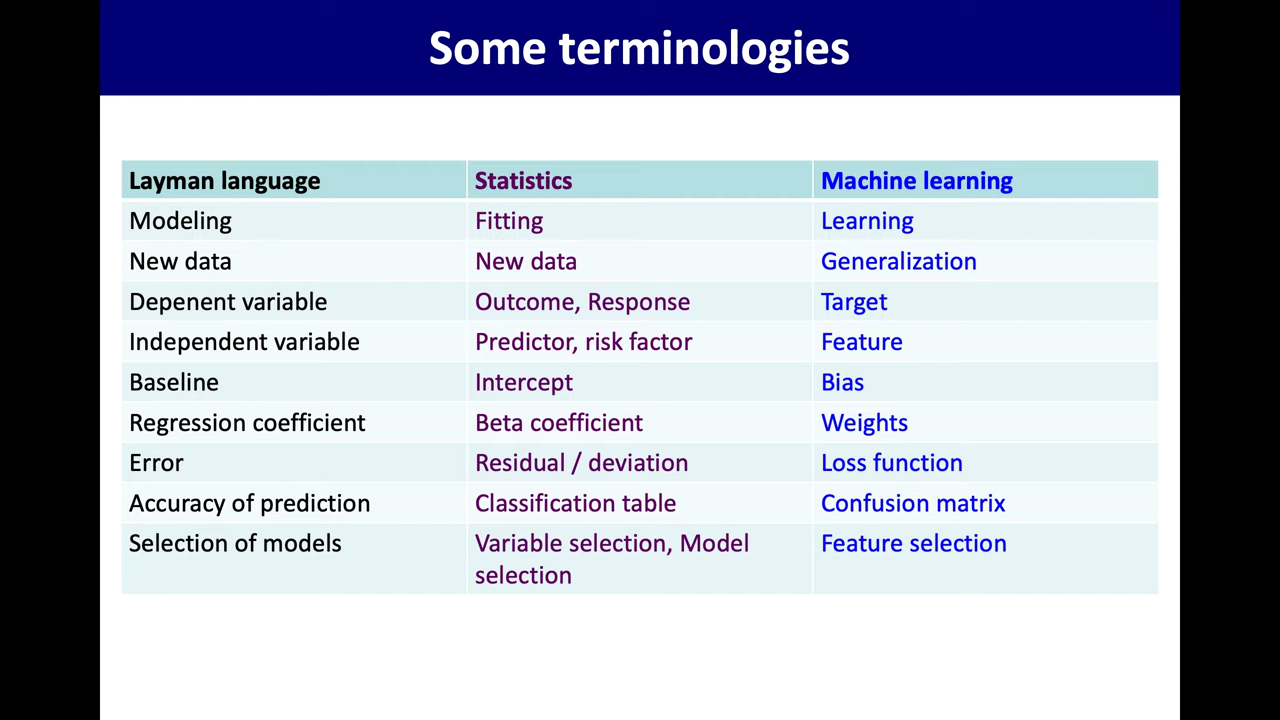 Some terminologies
Layman language Statistics Machine learning
Modeling Fitting Learning
New data New data Generalization
Depenent variable Outcome, Response Target
Independent variable Predictor, risk factor Feature
Baseline Intercept Bias
Regression coefficient Beta coefficient Weights
Error Residual / deviation Loss function
Accuracy of prediction Classification table Confusion matrix
Selection of models Variable selection, Model Feature selection
selection